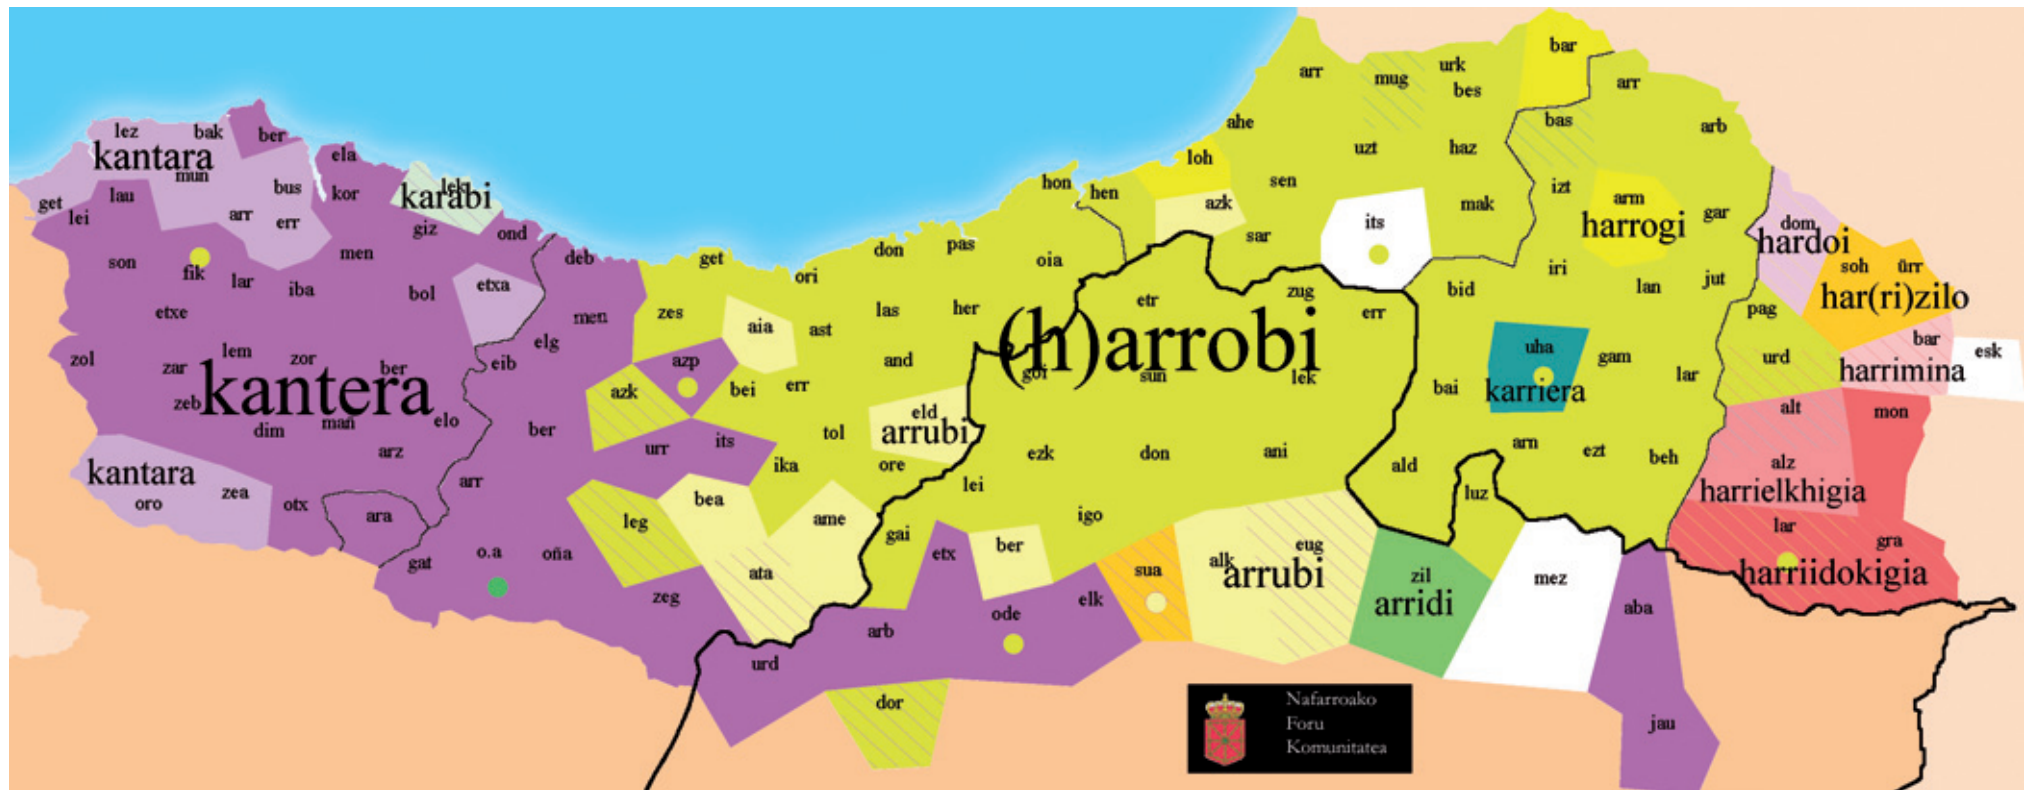 bar
arr
mug
urk
bes
arr
lez
bak
ber
ahe
bas
arb
kantara
ela
loh
uzt
haz
mun
get
lau
bus
kor
karabi
lek
hon
hen
sen
izt
arm
lei
arr
err
giz
ond
azk
its
mak
harrogi
gar
dom
hardoi
son
fik
men
deb
get
don
pas
oia
sar
iri
soh
ürr
lar
iba
bol
etxa
ori
zug
bid
lan
jut
har(ri)zilo
etxe
men
zes
aia
ast
las
her
etr
err
pag
zol
zar
lem
zor
ber
elg
eib
azp
and
(h)arrobi
goi
sun
lek
uha
gam
urd
bar
esk
harrimina
kantera
zeb
dim
mañ
elo
azk
bei
err
eld
arrubi
bai
karriera
lar
alt
mon
arz
ber
urr
its
tol
ezk
don
ani
arn
ezt
beh
kantara
oro
zea
otx
arr
ika
ore
lei
ald
luz
alz
harrielkhigia
ara
leg
bea
ame
igo
lar
gra
gat
o.a
oña
ata
gai
etx
ber
sua
alk
eug
arrubi
zil
arridi
mez
harriidokigia
zeg
arb
ode
elk
aba
urd
dor
jau
Nafarroako
Foru
Komunitatea